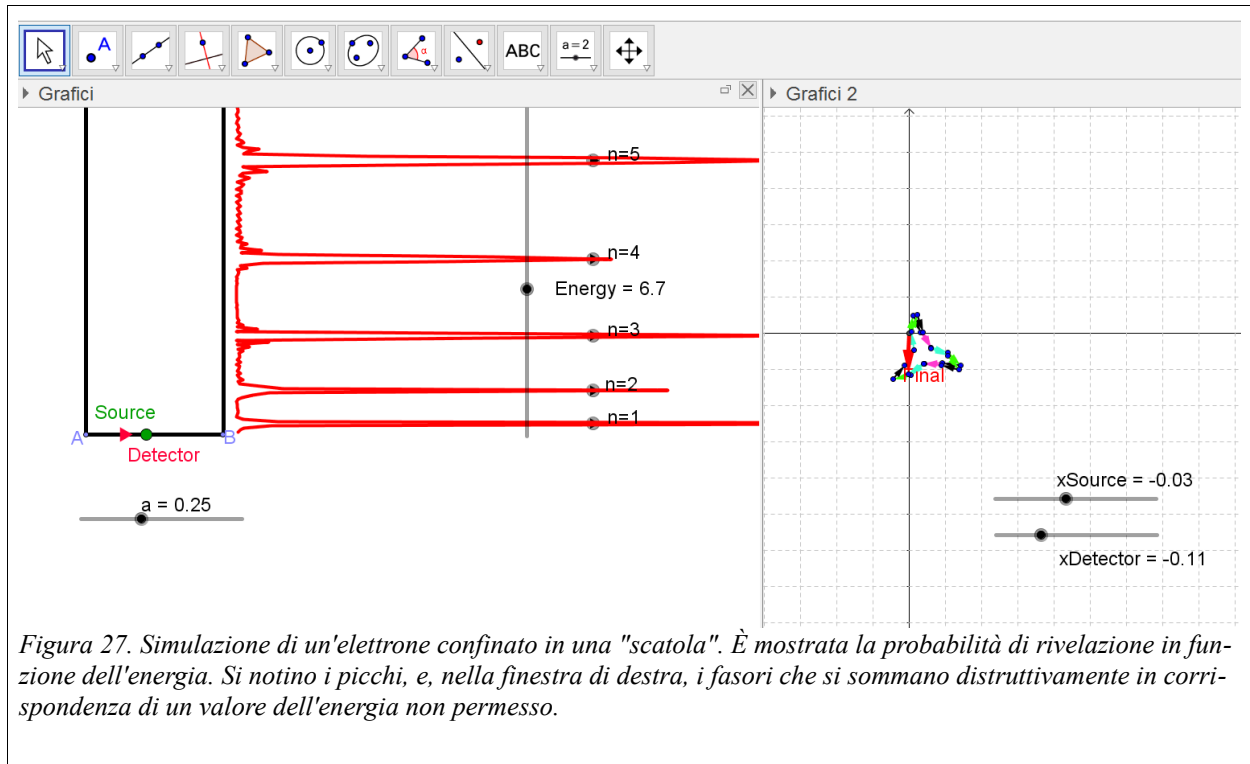 A
α
ABC
a=2
Grafici
Grafici 2
n=5
n=4
Energy = 6.7
n=3
n=2
n=1
Source
A
B
Detector
a = 0.25
Final
xSource = -0.03
xDetector = -0.11
Figura 27. Simulazione di un'elettrone confinato in una "scatola". È mostrata la probabilità di rivelazione in fun-
zione dell'energia. Si notino i picchi, e, nella finestra di destra, i fasori che si sommano distruttivamente in corri-
spondenza di un valore dell'energia non permesso.